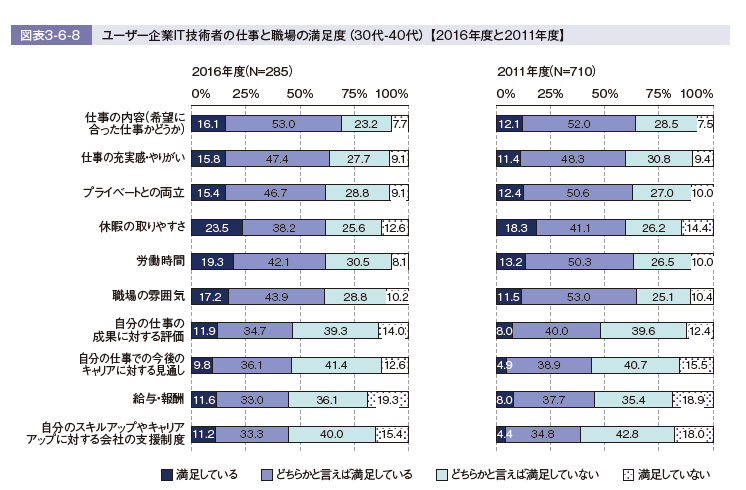 図表3-6-8 ユーザー企業IT技術者の仕事と職場の満足度（30代-40代）【2016年度と2011年度】
2016年度(N=285)
0% 25% 50% 75% 100%
2011年度(N=710)
0% 25% 50% 75% 100%
仕事の内容(希望に
合った仕事かどうか)
16.1 53.0 23.2 7.7
12.1 52.0 28.5 7.5
仕事の充実感・やりがい
15.8 47.4 27.7 9.1
11.4 48.3 30.8 9.4
プライベートとの両立
15.4 46.7 28.8 9.1
12.4 50.6 27.0 10.0
休暇の取りやすさ
23.5 38.2 25.6 12.6
18.3 41.1 26.2 14.4
労働時間
19.3 42.1 30.5 8.1
13.2 50.3 26.5 10.0
職場の雰囲気
17.2 43.9 28.8 10.2
11.5 53.0 25.1 10.4
自分の仕事の
成果に対する評価
11.9 34.7 39.3 14.0
8.0 40.0 39.6 12.4
自分の仕事での今後の
キャリアに対する見通し
9.8 36.1 41.4 12.6
4.9 38.9 40.7 15.5
給与・報酬
11.6 33.0 36.1 19.3
8.0 37.7 35.4 18.9
自分のスキルアップやキャリア
アップに対する会社の支援制度
11.2 33.3 40.0 15.4
4.4 34.8 42.8 18.0
満足している どちらかと言えば満足している どちらかと言えば満足していない 満足していない